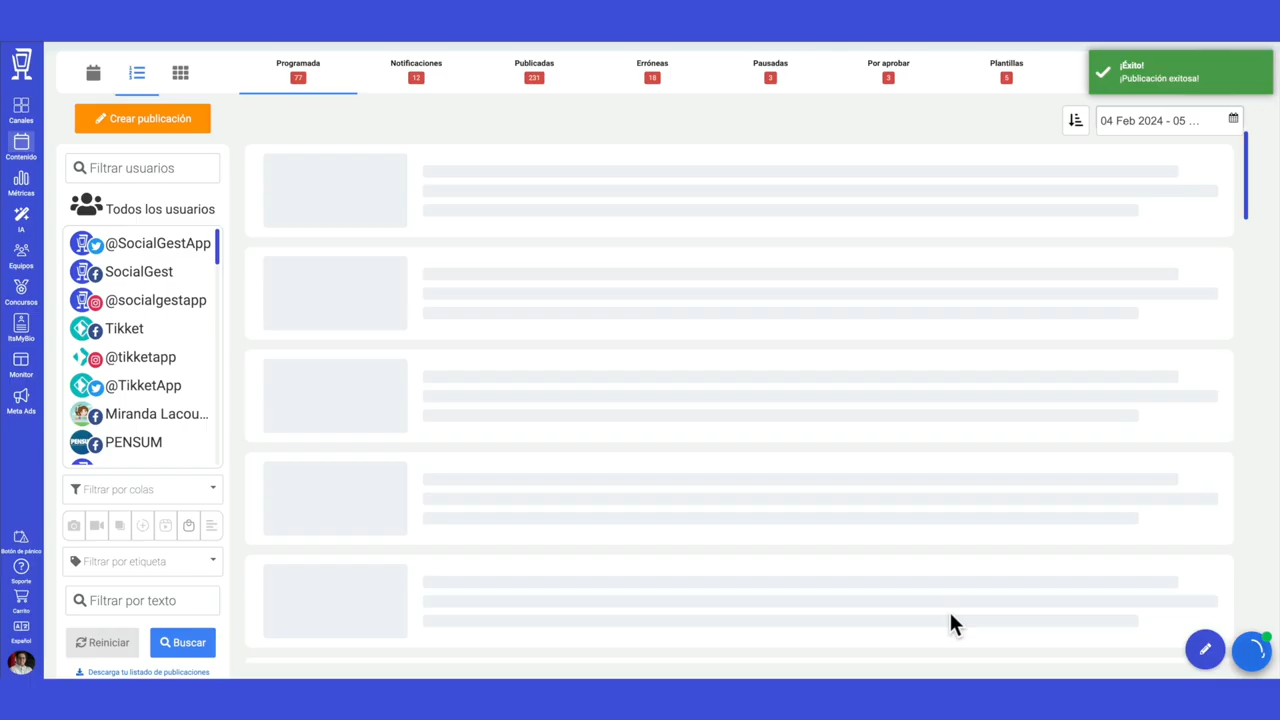 Programada
77
Notificaciones
12
Publicadas
231
Erróneas
18
Pausadas
3
Por aprobar
3
Plantillas
5
¡Éxito!
¡Publicación exitosa!
Crear publicación
04 Feb 2024 - 05 ...
Canales
Contenido
Métricas
IA
Equipos
Concursos
ItsMyBio
Monitor
Meta Ads
Botón de pánico
Soporte
Carrito
Español
Filtrar usuarios
Todos los usuarios
@SocialGestApp
SocialGest
@socialgestapp
Tikket
@tikketapp
@TikketApp
Miranda Lacou...
PENSUM
Filtrar por colas
Filtrar por etiqueta
Filtrar por texto
Reiniciar
Buscar
Descarga tu listado de publicaciones